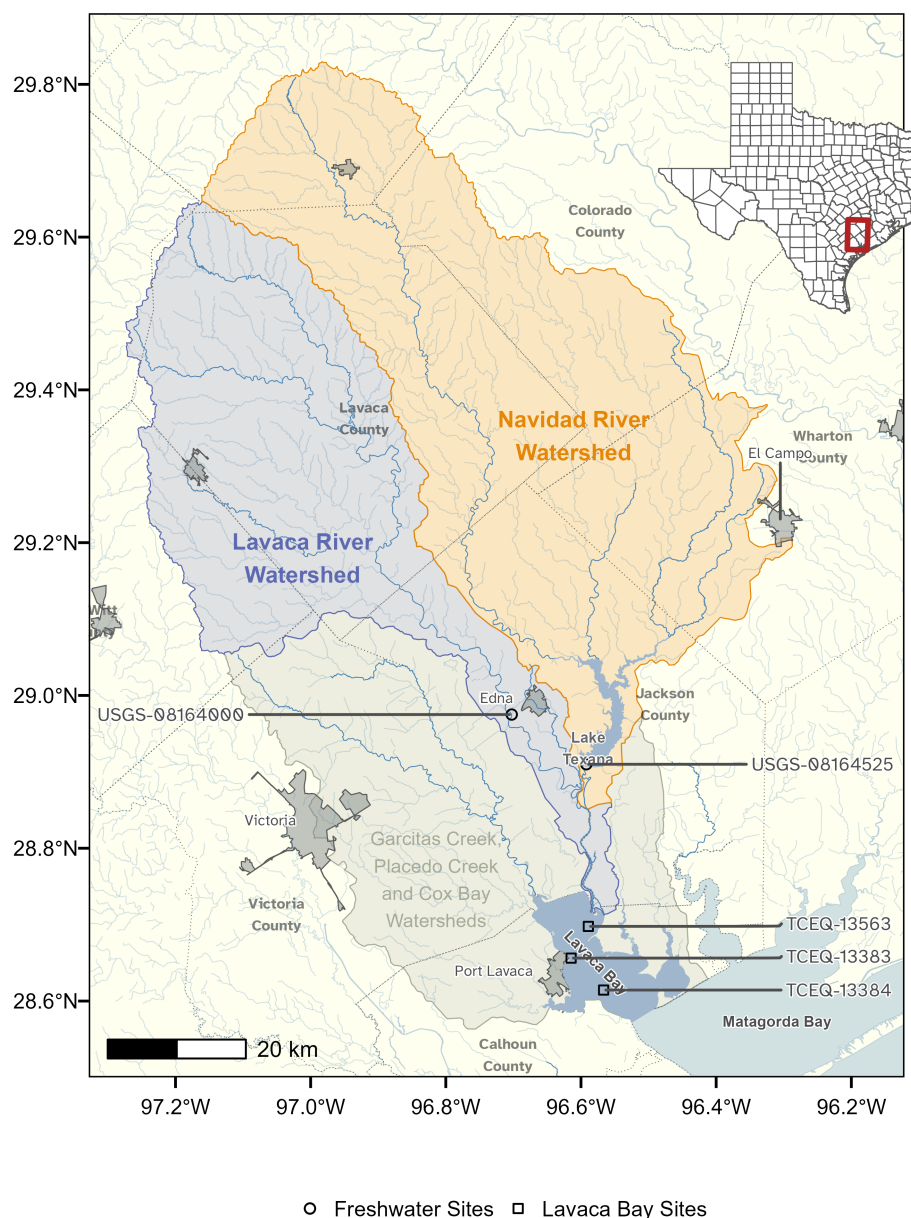 29.8°N
29.6°N
29.4°N
29.2°N
29.0°N
28.8°N
28.6°N
Colorado
County
Lavaca
County
Navidad River
Watershed
Wharton
County
El Campo
Lavaca River
Watershed
Witt
Edna
Jackson
County
USGS-08164000
Lake
Texana
USGS-08164525
Victoria
Garcitas Creek,
Placedo Creek
and Cox Bay
Watersheds
Victoria
County
TCEQ-13563
TCEQ-13383
TCEQ-13384
Lavaca Bay
Port Lavaca
Matagorda Bay
Calhoun
County
20 km
97.2°W
97.0°W
96.8°W
96.6°W
96.4°W
96.2°W
Freshwater Sites
Lavaca Bay Sites